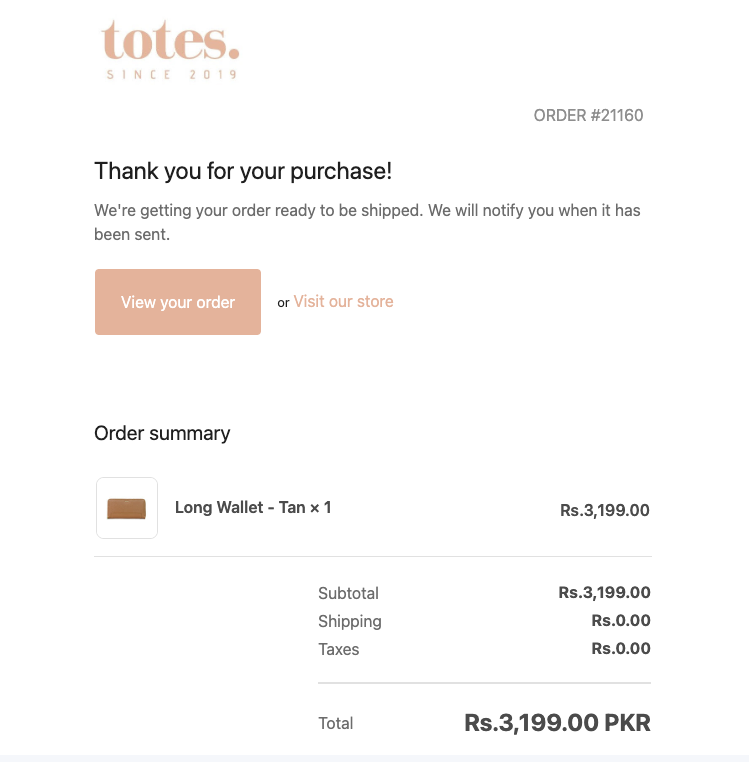 totes.
SINCE 2019
ORDER #21160
Thank you for your purchase!
We're getting your order ready to be shipped. We will notify you when it has
been sent.
View your order or Visit our store
Order summary
Long Wallet - Tan × 1 Rs.3,199.00
Subtotal Rs.3,199.00
Shipping Rs.0.00
Taxes Rs.0.00
Total Rs.3,199.00 PKR